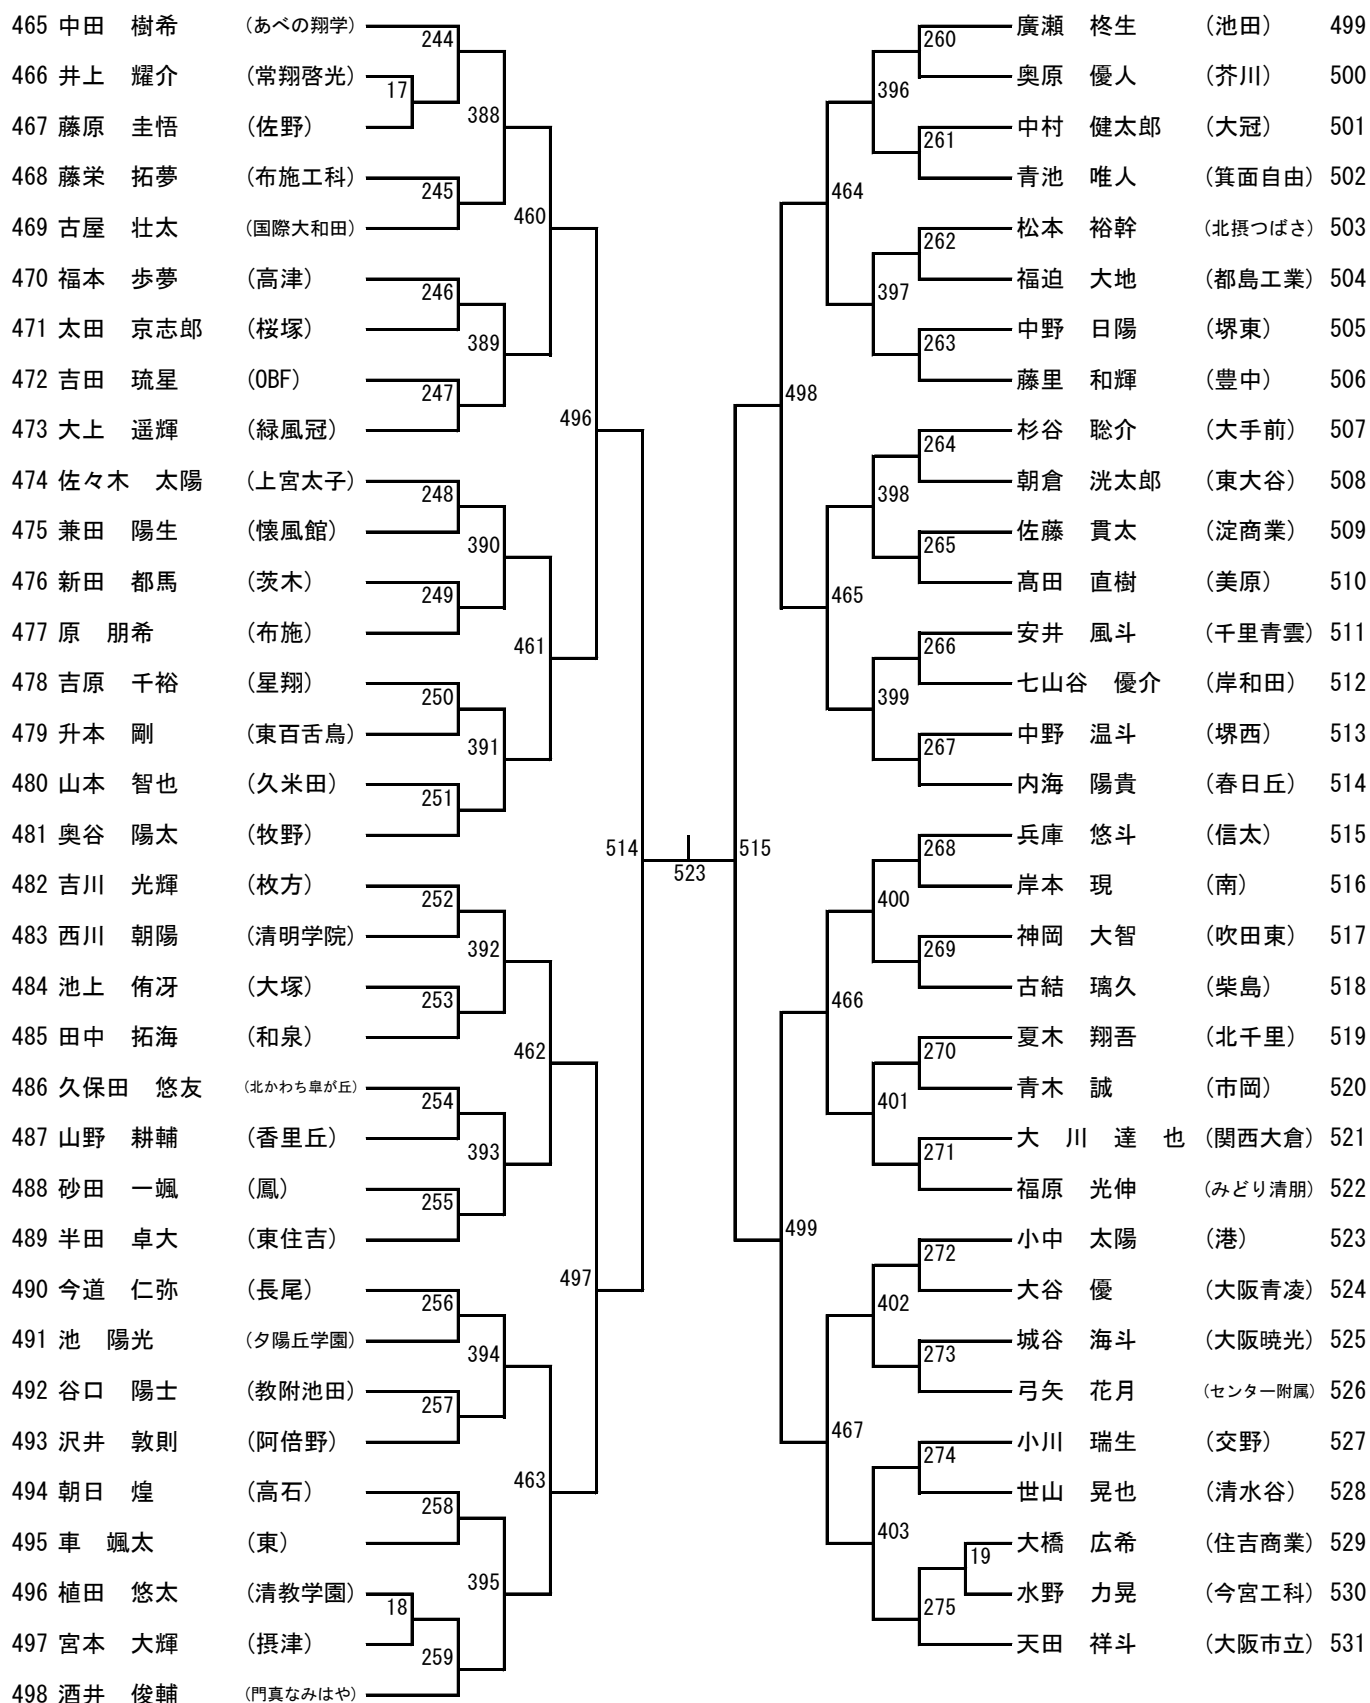 465 中田　樹希 (あべの翔学)
244
466 井上　耀介 (常翔啓光)
17
467 藤原　圭悟 (佐野)
388
468 藤栄　拓夢 (布施工科)
245
469 古屋　壮太 (国際大和田)
460
470 福本　歩夢 (高津)
246
471 太田　京志郎 (桜塚)
389
472 吉田　琉星 (OBF)
247
473 大上　遥輝 (緑風冠)
496
474 佐々木　太陽 (上宮太子)
248
475 兼田　陽生 (懐風館)
390
476 新田　都馬 (茨木)
249
477 原　朋希 (布施)
461
478 吉原　千裕 (星翔)
250
479 升本　剛 (東百舌鳥)
391
480 山本　智也 (久米田)
251
481 奥谷　陽太 (牧野)
514
482 吉川　光輝 (枚方)
252
483 西川　朝陽 (清明学院)
392
484 池上　侑冴 (大塚)
253
485 田中　拓海 (和泉)
462
486 久保田　悠友 (北かわち皐が丘)
254
487 山野　耕輔 (香里丘)
393
488 砂田　一颯 (鳳)
255
489 半田　卓大 (東住吉)
497
490 今道　仁弥 (長尾)
256
491 池　陽光 (夕陽丘学園)
394
492 谷口　陽士 (教附池田)
257
493 沢井　敦則 (阿倍野)
463
494 朝日　煌 (高石)
258
495 車　颯太 (東)
395
496 植田　悠太 (清教学園)
18
497 宮本　大輝 (摂津)
259
498 酒井　俊輔 (門真なみはや)
523
廣瀬　柊生 (池田) 499
260
奥原　優人 (芥川) 500
396
中村　健太郎 (大冠) 501
261
青池　唯人 (箕面自由) 502
464
松本　裕幹 (北摂つばさ) 503
262
福迫　大地 (都島工業) 504
397
中野　日陽 (堺東) 505
263
藤里　和輝 (豊中) 506
498
杉谷　聡介 (大手前) 507
264
朝倉　洸太郎 (東大谷) 508
398
佐藤　貫太 (淀商業) 509
265
髙田　直樹 (美原) 510
465
安井　風斗 (千里青雲) 511
266
七山谷　優介 (岸和田) 512
399
中野　温斗 (堺西) 513
267
内海　陽貴 (春日丘) 514
515
兵庫　悠斗 (信太) 515
268
岸本　現 (南) 516
400
神岡　大智 (吹田東) 517
269
古結　璃久 (柴島) 518
466
夏木　翔吾 (北千里) 519
270
青木　誠 (市岡) 520
401
大　川　達　也 (関西大倉) 521
271
福原　光伸 (みどり清朋) 522
499
小中　太陽 (港) 523
272
大谷　優 (大阪青凌) 524
402
城谷　海斗 (大阪暁光) 525
273
弓矢　花月 (センター附属) 526
467
小川　瑞生 (交野) 527
274
世山　晃也 (清水谷) 528
403
大橋　広希 (住吉商業) 529
19
水野　力晃 (今宮工科) 530
275
天田　祥斗 (大阪市立) 531